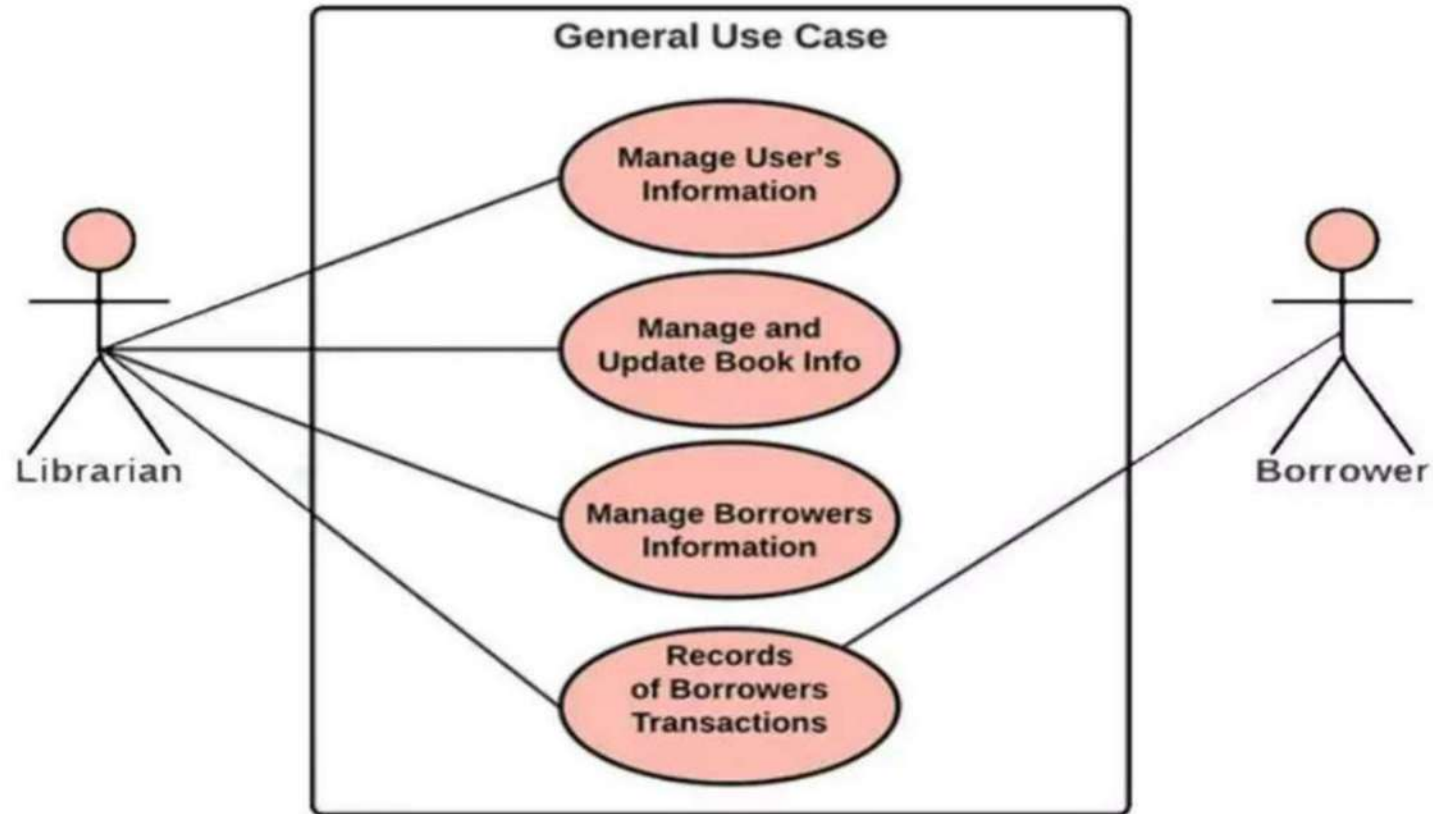 General Use Case
Manage User's
Information
Manage and
Update Book Info
Manage Borrowers
Information
Records
of Borrowers
Transactions
Librarian
Borrower